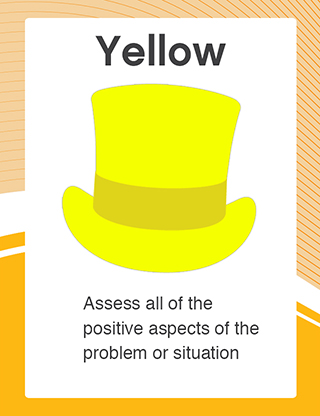 Yellow
Assess all of the
positive aspects of the
problem or situation